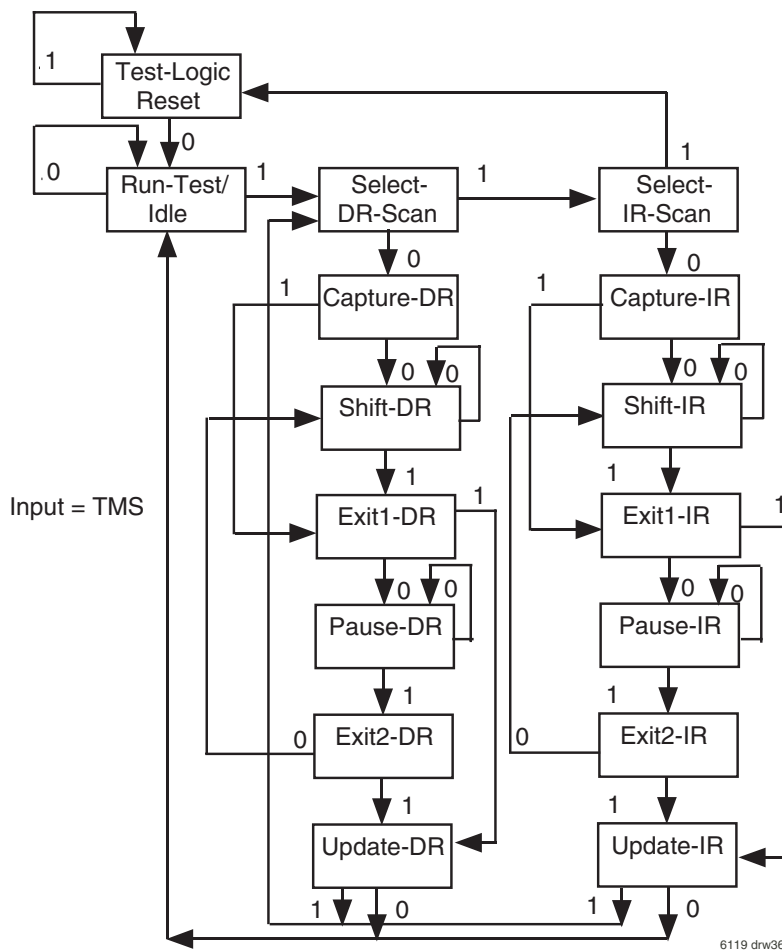 .1
Test-Logic
Reset
0
1
.0
Run-Test/
Idle
1
Select-
DR-Scan
1
Select-
IR-Scan
0
0
1
Capture-DR
1
Capture-IR
0
0
0
0
Shift-DR
Shift-IR
1
1
Input = TMS
Exit1-DR
1
Exit1-IR
1
0
0
0
0
Pause-DR
Pause-IR
1
1
0
Exit2-DR
0
Exit2-IR
1
1
Update-DR
Update-IR
1
0
1
0
6119 drw36